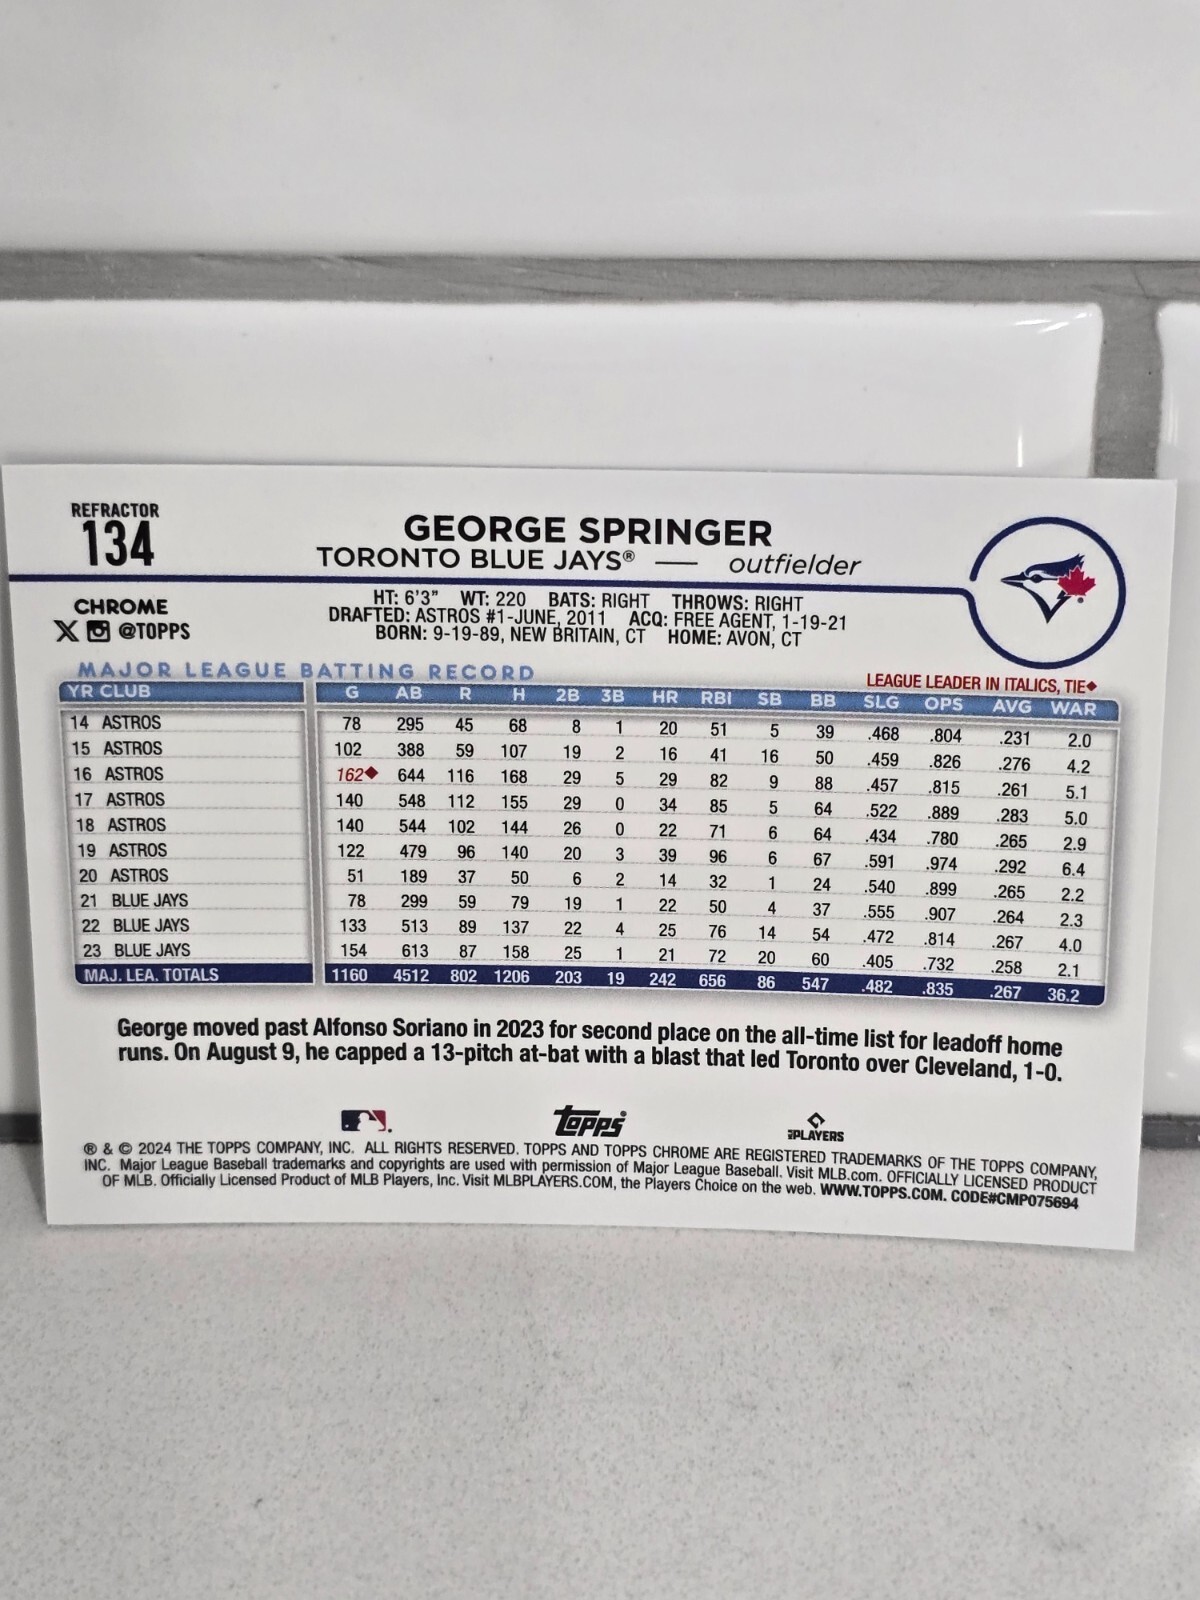 REFRACTOR
134
GEORGE SPRINGER
TORONTO BLUE JAYS® — outfielder
CHROME
X @TOPPS
HT: 6'3" WT: 220 BATS: RIGHT THROWS: RIGHT
DRAFTED: ASTROS #1-JUNE, 2011 ACQ: FREE AGENT, 1-19-21
BORN: 9-19-89, NEW BRITAIN, CT HOME: AVON, CT
MAJOR LEAGUE BATTING RECORD
LEAGUE LEADER IN ITALICS, TIE◆
YR CLUB G AB R H 2B 3B HR RBI SB BB SLG OPS AVG WAR
14 ASTROS 78 295 45 68 8 1 20 51 5 39 .468 .804 .231 2.0
15 ASTROS 102 388 59 107 19 2 16 41 16 50 .459 .826 .276 4.2
16 ASTROS 162◆ 644 116 168 29 5 29 82 9 88 .457 .815 .261 5.1
17 ASTROS 140 548 112 155 29 0 34 85 5 64 .522 .889 .283 5.0
18 ASTROS 140 544 102 144 26 0 22 71 6 64 .434 .780 .265 2.9
19 ASTROS 122 479 96 140 20 3 39 96 6 67 .591 .974 .292 6.4
20 ASTROS 51 189 37 50 6 2 14 32 1 24 .540 .899 .265 2.2
21 BLUE JAYS 78 299 59 79 19 1 22 50 4 37 .555 .907 .264 2.3
22 BLUE JAYS 133 513 89 137 22 4 25 76 14 54 .472 .814 .267 4.0
23 BLUE JAYS 154 613 87 158 25 1 21 72 20 60 .405 .732 .258 2.1
MAJ. LEA. TOTALS 1160 4512 802 1206 203 19 242 656 86 547 .482 .835 .267 36.2
George moved past Alfonso Soriano in 2023 for second place on the all-time list for leadoff home
runs. On August 9, he capped a 13-pitch at-bat with a blast that led Toronto over Cleveland, 1-0.
topps
PLAYERS
® & © 2024 THE TOPPS COMPANY, INC. ALL RIGHTS RESERVED. TOPPS AND TOPPS CHROME ARE REGISTERED TRADEMARKS OF THE TOPPS COMPANY,
INC. Major League Baseball trademarks and copyrights are used with permission of Major League Baseball. Visit MLB.com. OFFICIALLY LICENSED PRODUCT
OF MLB. Officially Licensed Product of MLB Players, Inc. Visit MLBPLAYERS.COM, the Players Choice on the web. WWW.TOPPS.COM. CODE#CMP075694